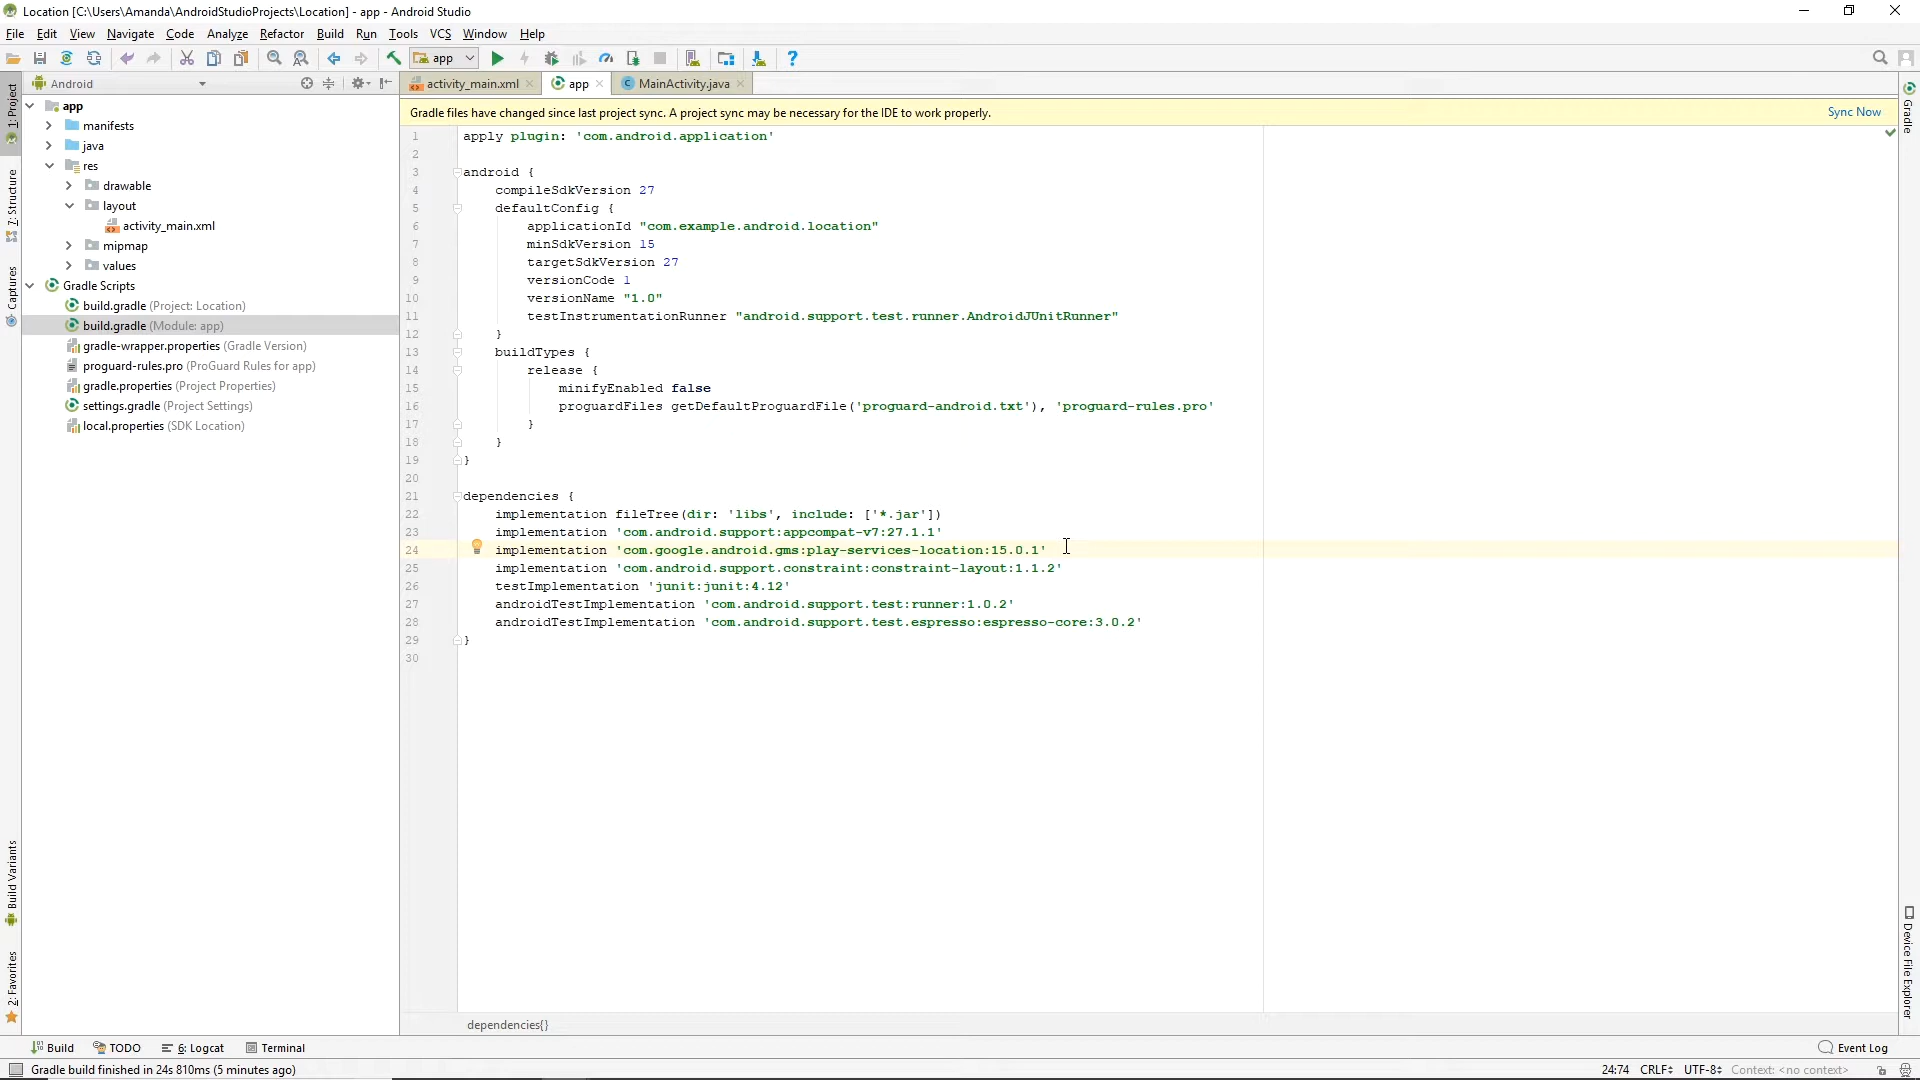 Location [C:\Users\Amanda\AndroidStudioProjects\Location] - app - Android Studio
File Edit View Navigate Code Analyze Refactor Build Run Tools VCS Window Help
app
Android
activity_main.xml app MainActivity.java
Gradle files have changed since last project sync. A project sync may be necessary for the IDE to work properly. Sync Now
1: Project
7: Structure
Captures
Build Variants
2: Favorites
app
manifests
java
res
drawable
layout
activity_main.xml
mipmap
values
Gradle Scripts
build.gradle (Project: Location)
build.gradle (Module: app)
gradle-wrapper.properties (Gradle Version)
proguard-rules.pro (ProGuard Rules for app)
gradle.properties (Project Properties)
settings.gradle (Project Settings)
local.properties (SDK Location)
1 apply plugin: 'com.android.application'
2
3 android {
4 compileSdkVersion 27
5 defaultConfig {
6 applicationId "com.example.android.location"
7 minSdkVersion 15
8 targetSdkVersion 27
9 versionCode 1
10 versionName "1.0"
11 testInstrumentationRunner "android.support.test.runner.AndroidJUnitRunner"
12 }
13 buildTypes {
14 release {
15 minifyEnabled false
16 proguardFiles getDefaultProguardFile('proguard-android.txt'), 'proguard-rules.pro'
17 }
18 }
19 }
20
21 dependencies {
22 implementation fileTree(dir: 'libs', include: ['*.jar'])
23 implementation 'com.android.support:appcompat-v7:27.1.1'
24 implementation 'com.google.android.gms:play-services-location:15.0.1'
25 implementation 'com.android.support.constraint:constraint-layout:1.1.2'
26 testImplementation 'junit:junit:4.12'
27 androidTestImplementation 'com.android.support.test:runner:1.0.2'
28 androidTestImplementation 'com.android.support.test.espresso:espresso-core:3.0.2'
29 }
30
dependencies{}
Gradle
Device File Explorer
Build TODO 6: Logcat Terminal Event Log
Gradle build finished in 24s 810ms (5 minutes ago) 24:74 CRLF UTF-8 Context: <no context>